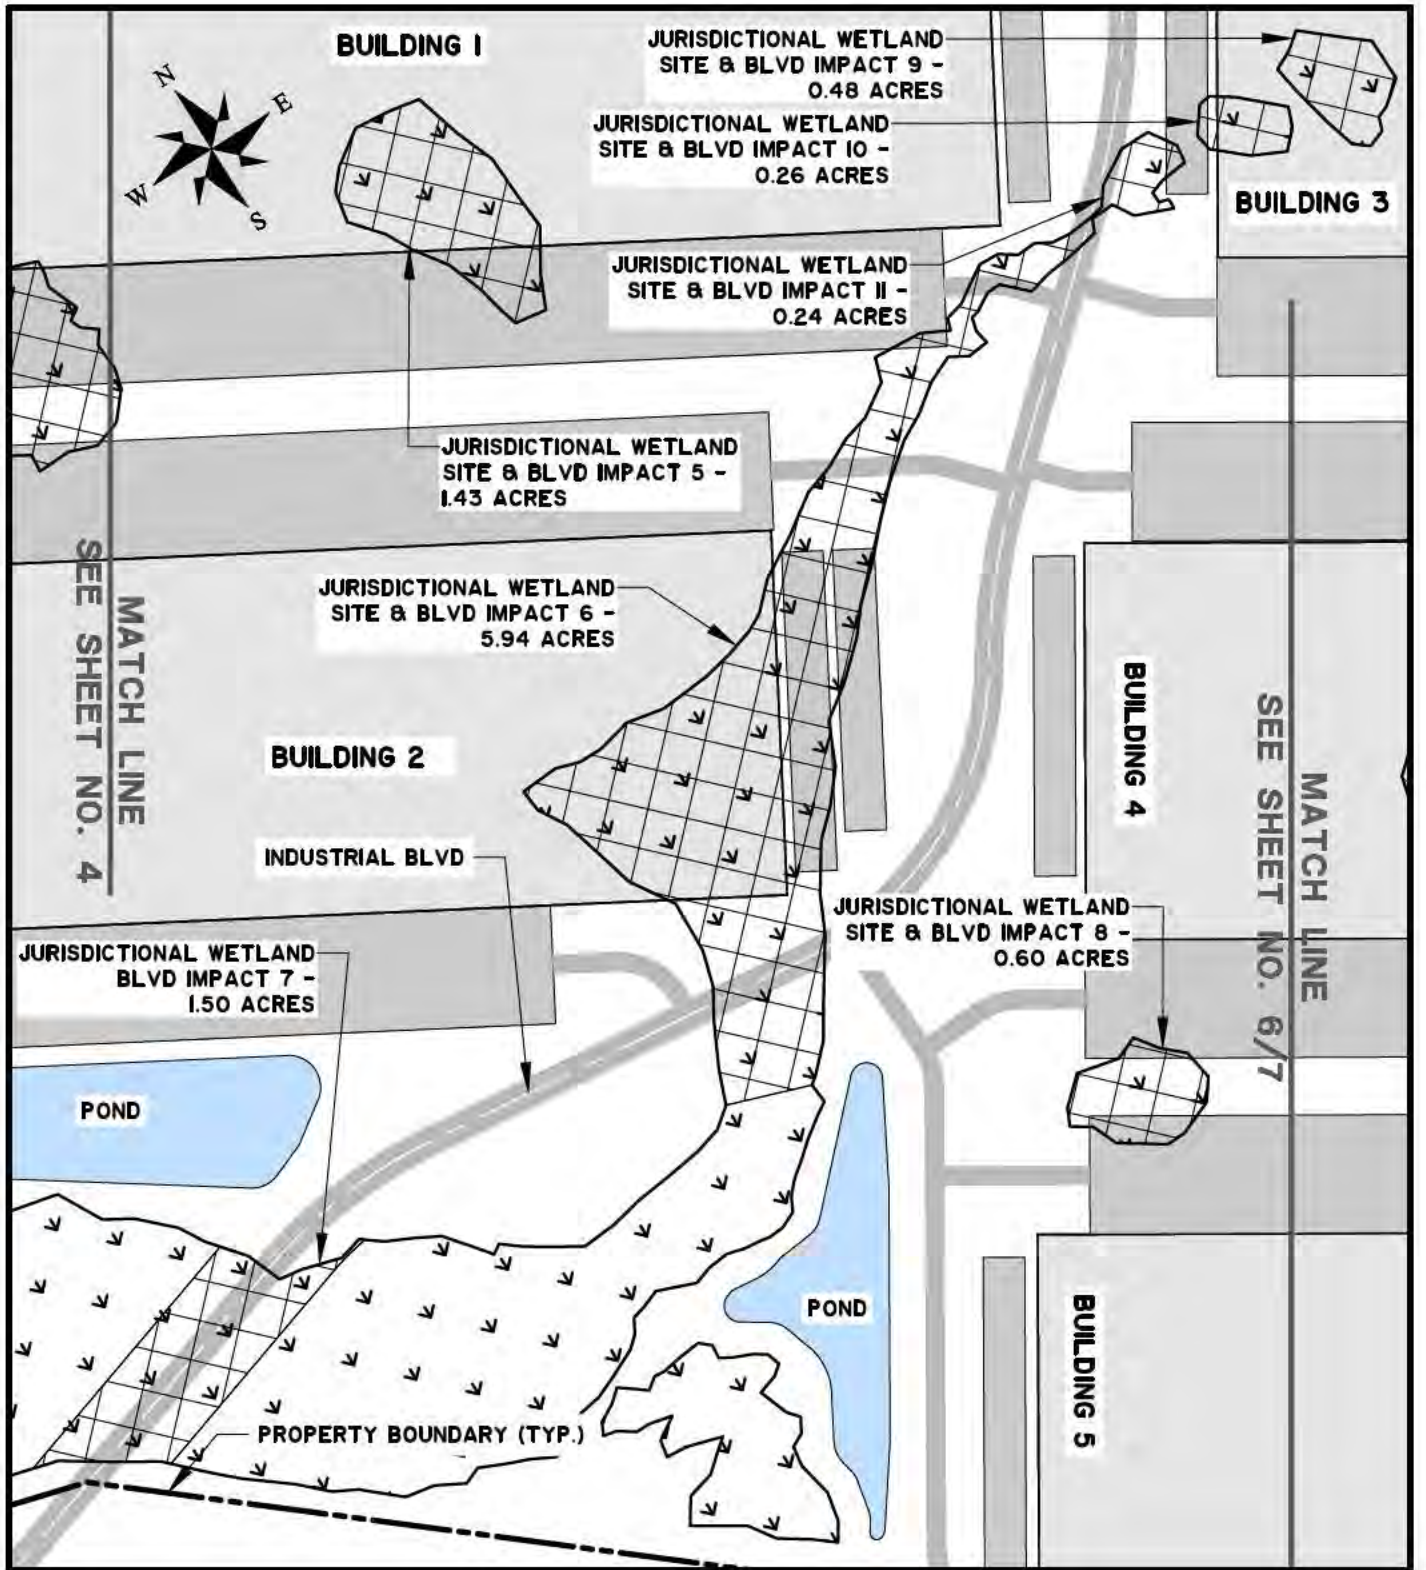 BUILDING 1
JURISDICTIONAL WETLAND
SITE & BLVD IMPACT 9 -
0.48 ACRES
N
E
W
S
JURISDICTIONAL WETLAND
SITE & BLVD IMPACT 10 -
0.26 ACRES
BUILDING 3
JURISDICTIONAL WETLAND
SITE & BLVD IMPACT 11 -
0.24 ACRES
JURISDICTIONAL WETLAND
SITE & BLVD IMPACT 5 -
1.43 ACRES
JURISDICTIONAL WETLAND
SITE & BLVD IMPACT 6 -
5.94 ACRES
MATCH LINE
SEE SHEET NO. 4
BUILDING 2
BUILDING 4
MATCH LINE
SEE SHEET NO. 6/7
INDUSTRIAL BLVD
JURISDICTIONAL WETLAND
SITE & BLVD IMPACT 8 -
0.60 ACRES
JURISDICTIONAL WETLAND
BLVD IMPACT 7 -
1.50 ACRES
POND
POND
BUILDING 5
PROPERTY BOUNDARY (TYP.)